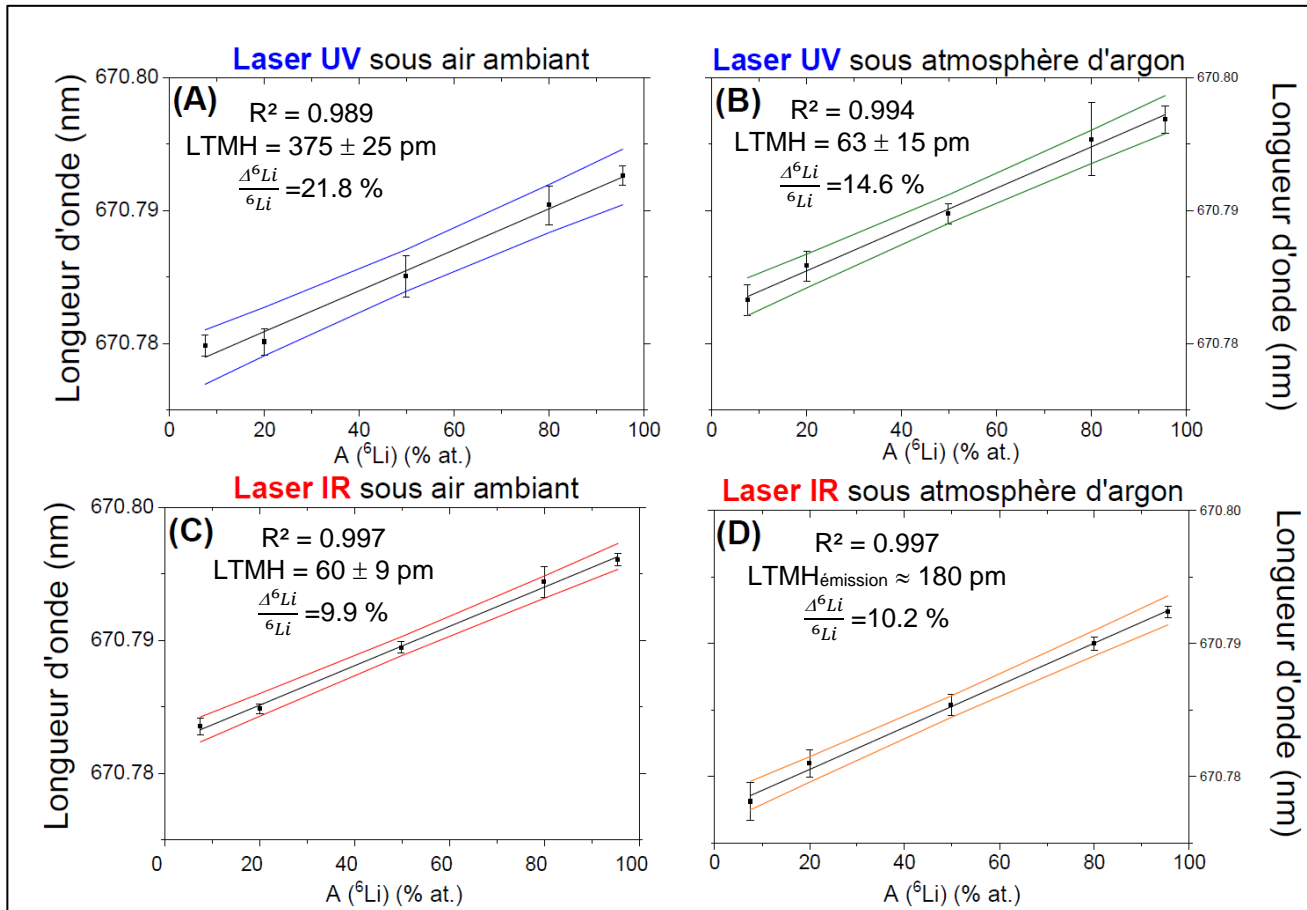 Laser UV sous air ambiant
670.80
(A)
R² = 0.989
LTMH = 375 ± 25 pm
Δ⁶Li/⁶Li =21.8 %
670.79
670.78
Longueur d'onde (nm)
0 20 40 60 80 100
A (⁶Li) (% at.)
Laser UV sous atmosphère d'argon
670.80
(B)
R² = 0.994
LTMH = 63 ± 15 pm
Δ⁶Li/⁶Li =14.6 %
670.79
670.78
Longueur d'onde (nm)
0 20 40 60 80 100
A (⁶Li) (% at.)
Laser IR sous air ambiant
670.80
(C)
R² = 0.997
LTMH = 60 ± 9 pm
Δ⁶Li/⁶Li =9.9 %
670.79
670.78
Longueur d'onde (nm)
0 20 40 60 80 100
A (⁶Li) (% at.)
Laser IR sous atmosphère d'argon
670.80
(D)
R² = 0.997
LTMHémission ≈ 180 pm
Δ⁶Li/⁶Li =10.2 %
670.79
670.78
Longueur d'onde (nm)
0 20 40 60 80 100
A (⁶Li) (% at.)